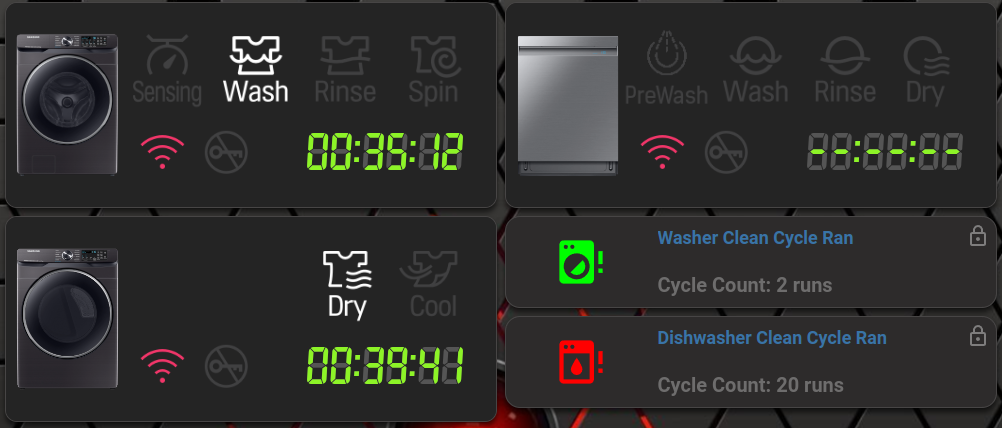 Sensing Wash Rinse Spin
00:35:12
PreWash Wash Rinse Dry
--:--:--
Dry Cool
00:39:41
Washer Clean Cycle Ran
Cycle Count: 2 runs
Dishwasher Clean Cycle Ran
Cycle Count: 20 runs